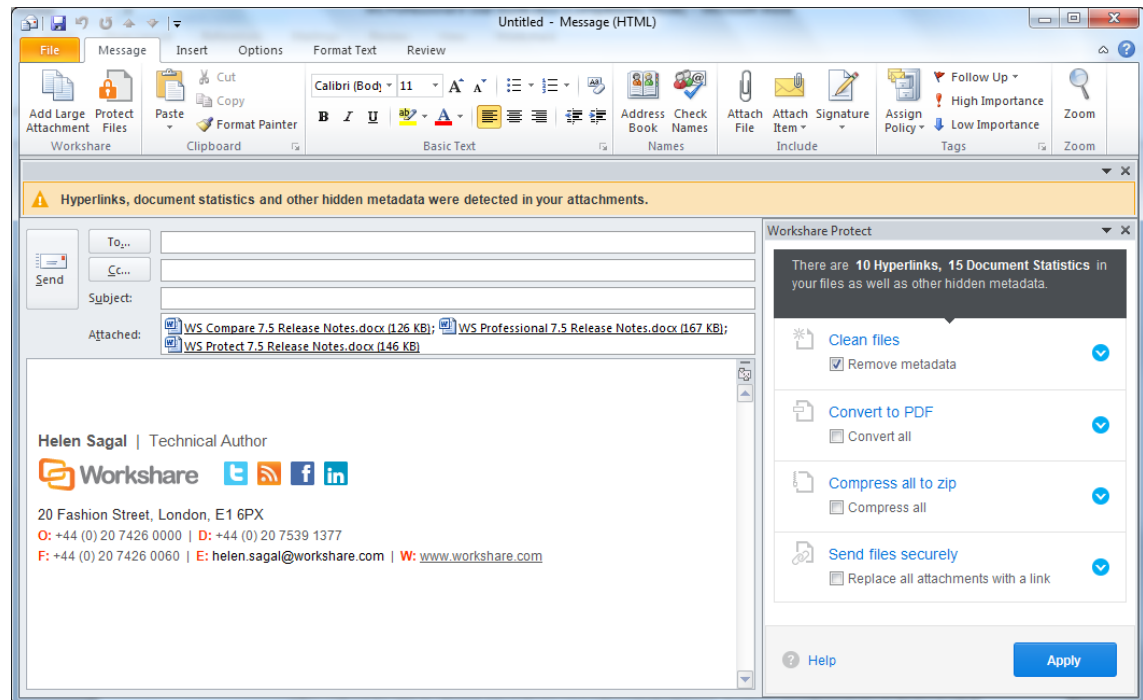 Untitled - Message (HTML)
File Message Insert Options Format Text Review
Add Large Attachment
Protect Files
Workshare
Paste
Cut
Copy
Format Painter
Clipboard
Calibri (Body 11
B I U
Basic Text
Address Book
Check Names
Names
Attach File
Attach Item
Signature
Include
Assign Policy
Follow Up
High Importance
Low Importance
Tags
Zoom
Zoom
Hyperlinks, document statistics and other hidden metadata were detected in your attachments.
Send
To...
Cc...
Subject:
Attached:
WS Compare 7.5 Release Notes.docx (126 KB); WS Professional 7.5 Release Notes.docx (167 KB);
WS Protect 7.5 Release Notes.docx (146 KB)
Helen Sagal | Technical Author
Workshare
20 Fashion Street, London, E1 6PX
O: +44 (0) 20 7426 0000 | D: +44 (0) 20 7539 1377
F: +44 (0) 20 7426 0060 | E: helen.sagal@workshare.com | W: www.workshare.com
Workshare Protect
There are 10 Hyperlinks, 15 Document Statistics in
your files as well as other hidden metadata.
Clean files
Remove metadata
Convert to PDF
Convert all
Compress all to zip
Compress all
Send files securely
Replace all attachments with a link
Help
Apply